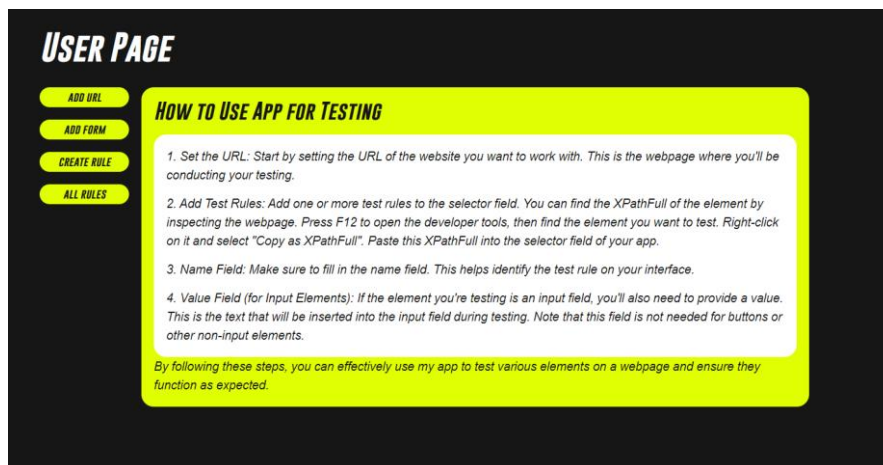 USER PAGE
ADD URL
ADD FORM
CREATE RULE
ALL RULES
HOW TO USE APP FOR TESTING
1. Set the URL: Start by setting the URL of the website you want to work with. This is the webpage where you'll be
conducting your testing.
2. Add Test Rules: Add one or more test rules to the selector field. You can find the XPathFull of the element by
inspecting the webpage. Press F12 to open the developer tools, then find the element you want to test. Right-click
on it and select "Copy as XPathFull". Paste this XPathFull into the selector field of your app.
3. Name Field: Make sure to fill in the name field. This helps identify the test rule on your interface.
4. Value Field (for Input Elements): If the element you're testing is an input field, you'll also need to provide a value.
This is the text that will be inserted into the input field during testing. Note that this field is not needed for buttons or
other non-input elements.
By following these steps, you can effectively use my app to test various elements on a webpage and ensure they
function as expected.